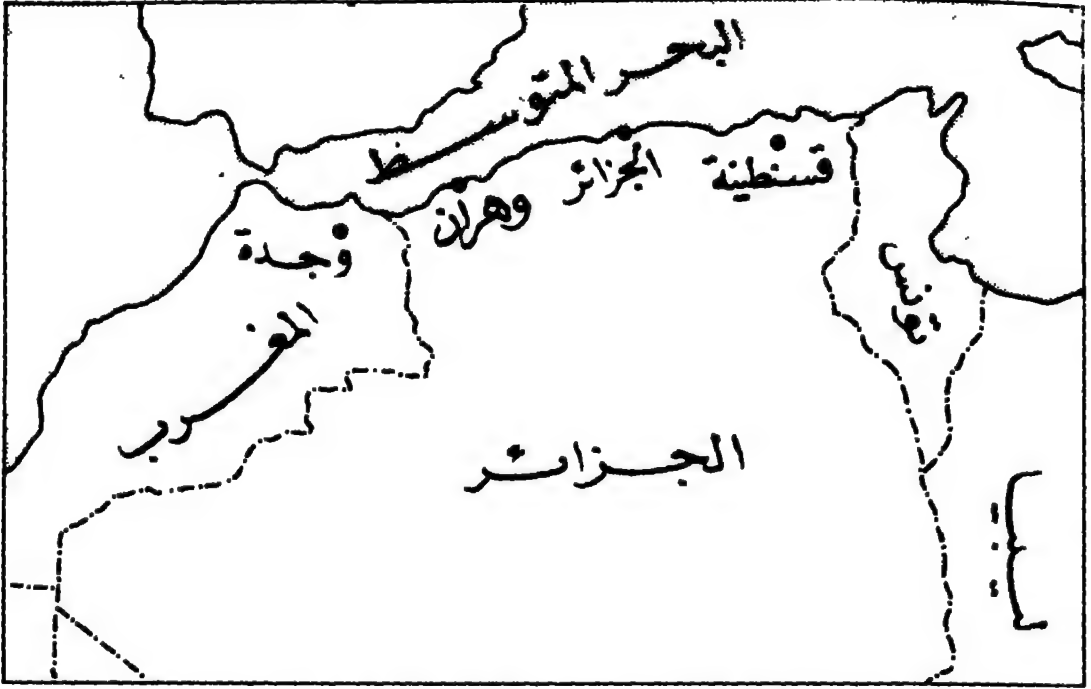 البحر المتوسط
قسنطينة
الجزائر
وهران
وجدة
تونس
المغرب
الجزائر